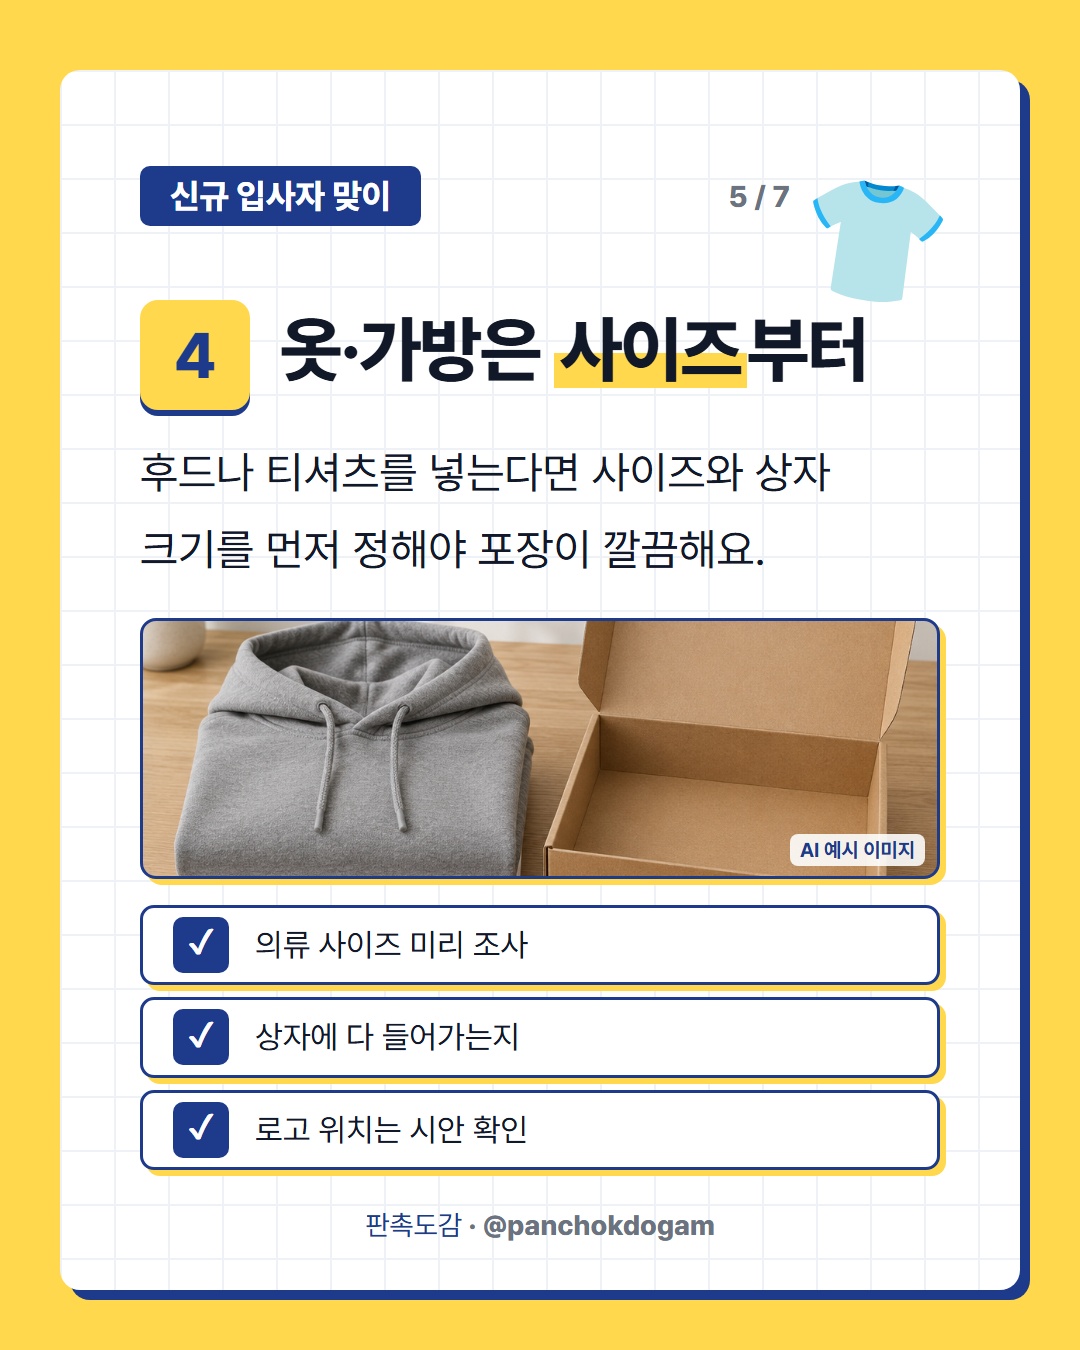 신규 입사자 맞이
5 / 7
4
옷·가방은 사이즈부터
후드나 티셔츠를 넣는다면 사이즈와 상자
크기를 먼저 정해야 포장이 깔끔해요.
AI 예시 이미지
의류 사이즈 미리 조사
상자에 다 들어가는지
로고 위치는 시안 확인
판촉도감 · @panchokdogam